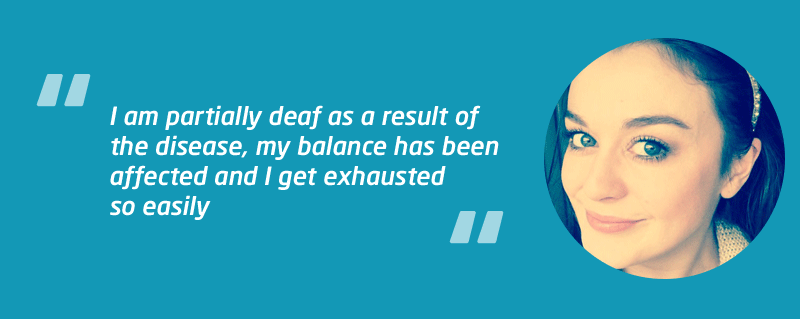 I am partially deaf as a result of
the disease, my balance has been
affected and I get exhausted
so easily